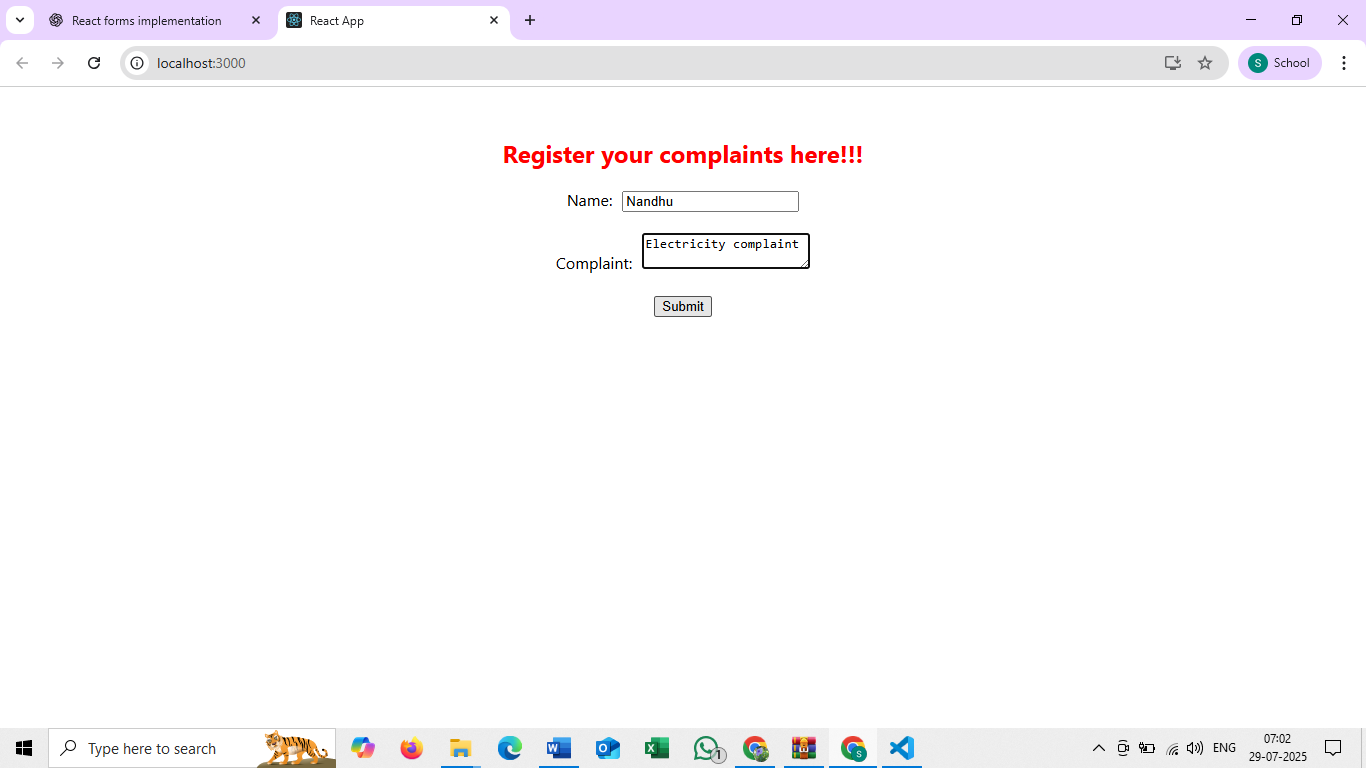 React forms implementation
React App
localhost:3000
S School
Register your complaints here!!!
Name: Nandhu
Complaint: Electricity complaint
Submit
Type here to search
1
S
ENG
07:02
29-07-2025